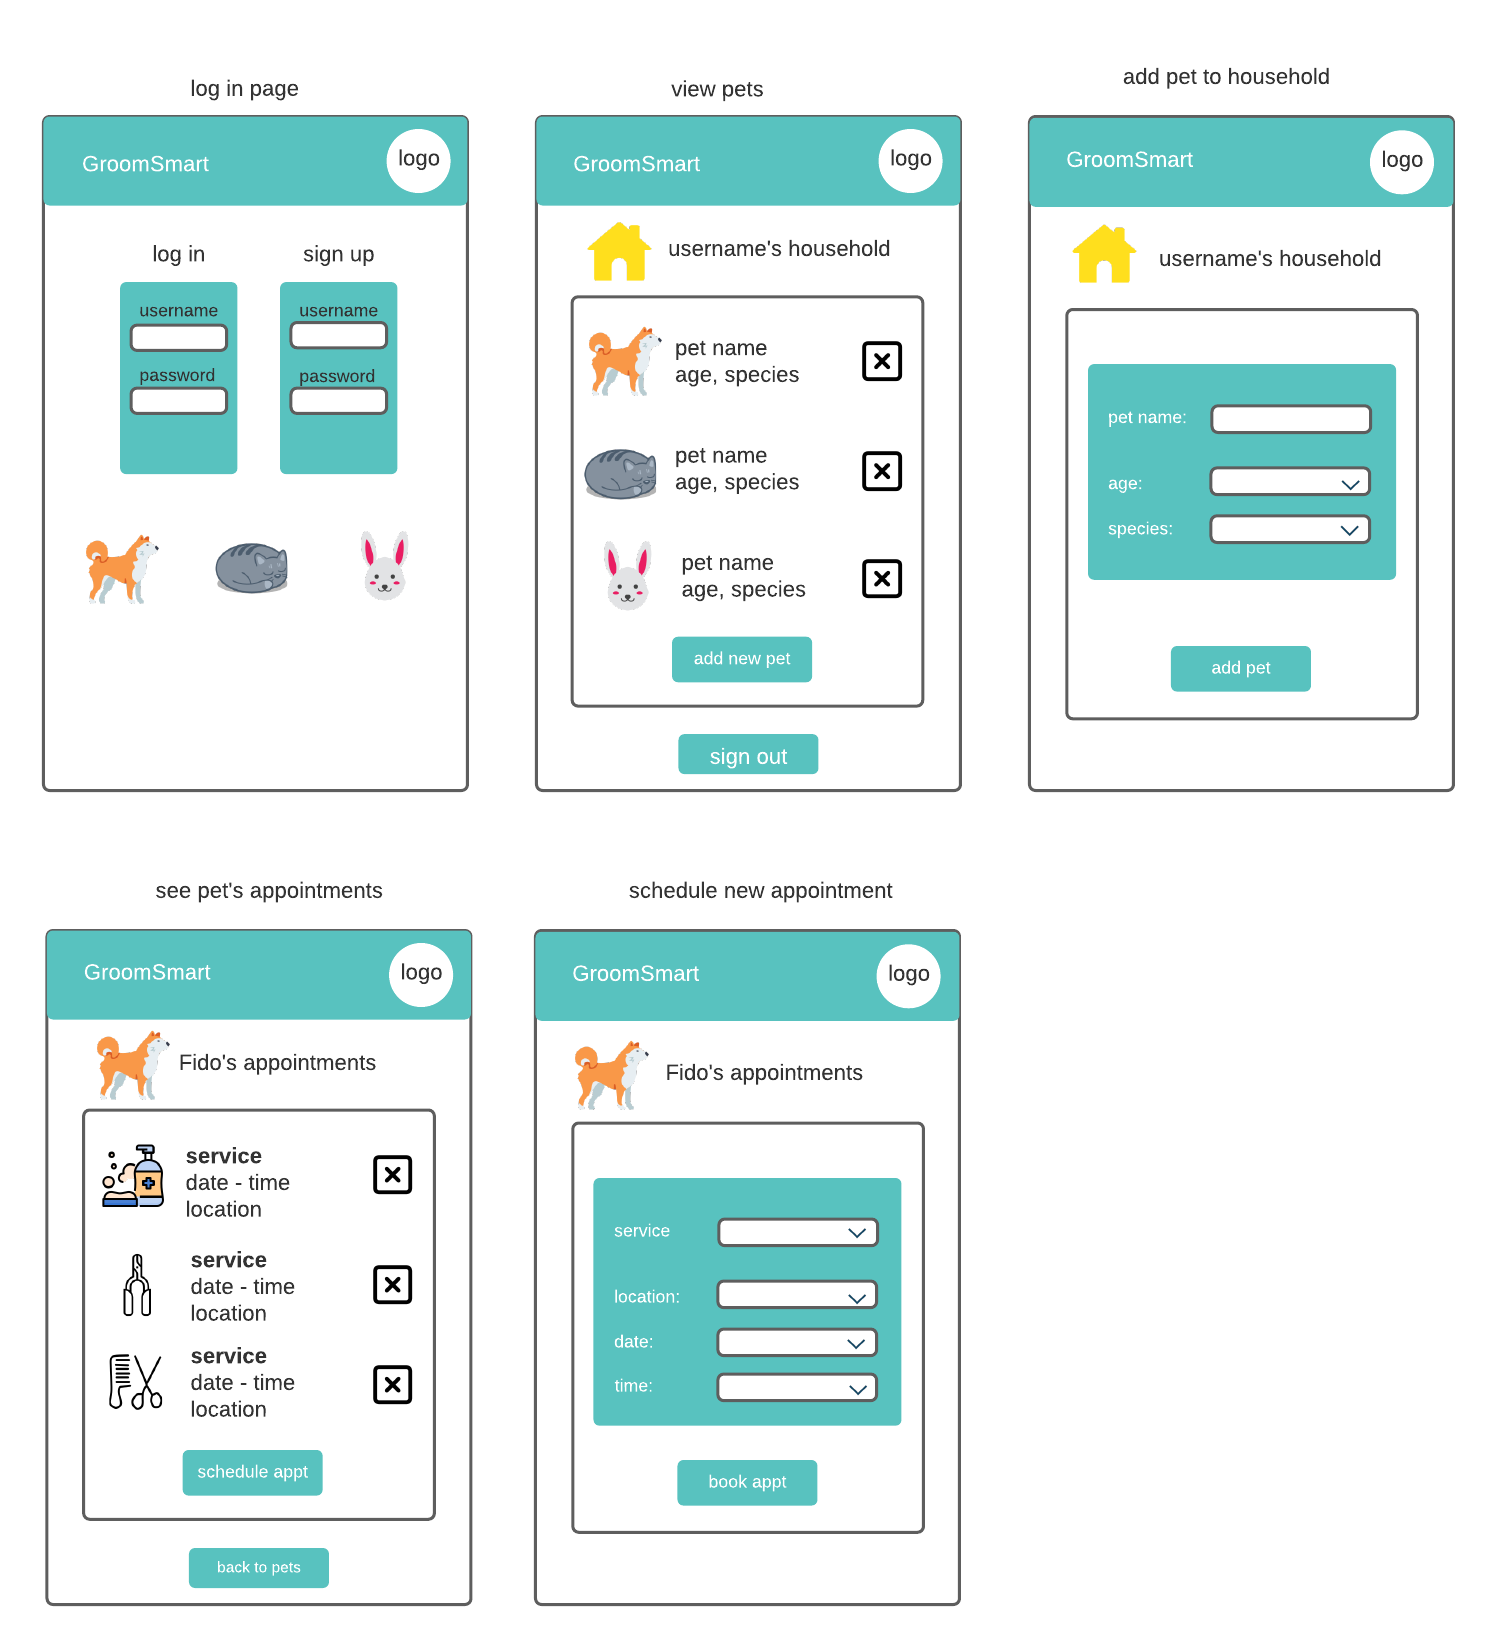 log in page
GroomSmart
logo
log in
sign up
username
password
username
password
view pets
GroomSmart
logo
username's household
pet name
age, species
pet name
age, species
pet name
age, species
add new pet
sign out
add pet to household
GroomSmart
logo
username's household
pet name:
age:
species:
add pet
see pet's appointments
GroomSmart
logo
Fido's appointments
service
date - time
location
service
date - time
location
service
date - time
location
schedule appt
back to pets
schedule new appointment
GroomSmart
logo
Fido's appointments
service
location:
date:
time:
book appt